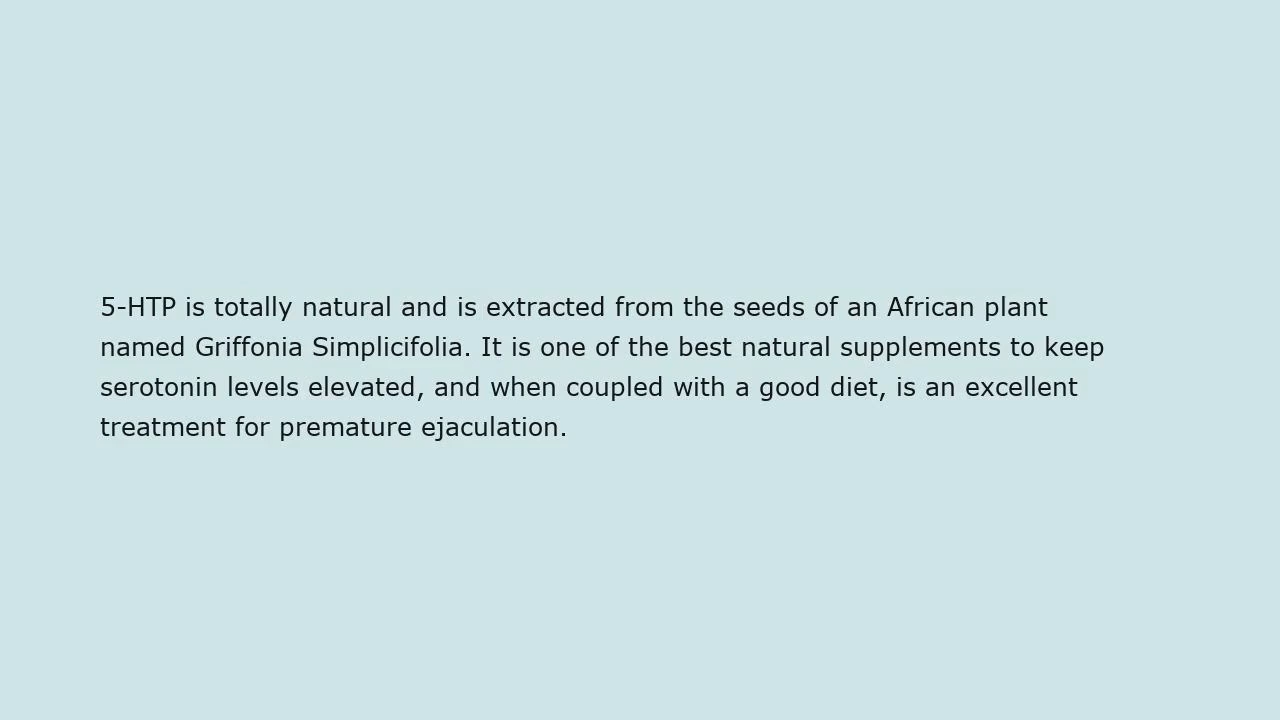 5-HTP is totally natural and is extracted from the seeds of an African plant
named Griffonia Simplicifolia. It is one of the best natural supplements to keep
serotonin levels elevated, and when coupled with a good diet, is an excellent
treatment for premature ejaculation.